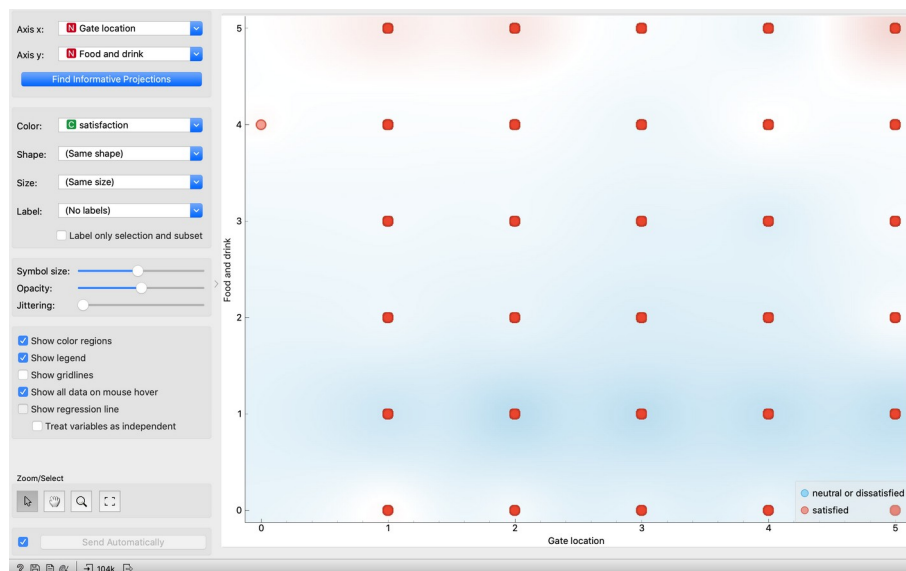 Axis x: N Gate location
Axis y: N Food and drink
Find Informative Projections
Color: C satisfaction
Shape: (Same shape)
Size: (Same size)
Label: (No labels)
Label only selection and subset
Symbol size:
Opacity:
Jittering:
Show color regions
Show legend
Show gridlines
Show all data on mouse hover
Show regression line
Treat variables as independent
Zoom/Select
Send Automatically
? 104k
Food and drink
5
4
3
2
1
0
0 1 2 3 4 5
Gate location
neutral or dissatisfied
satisfied